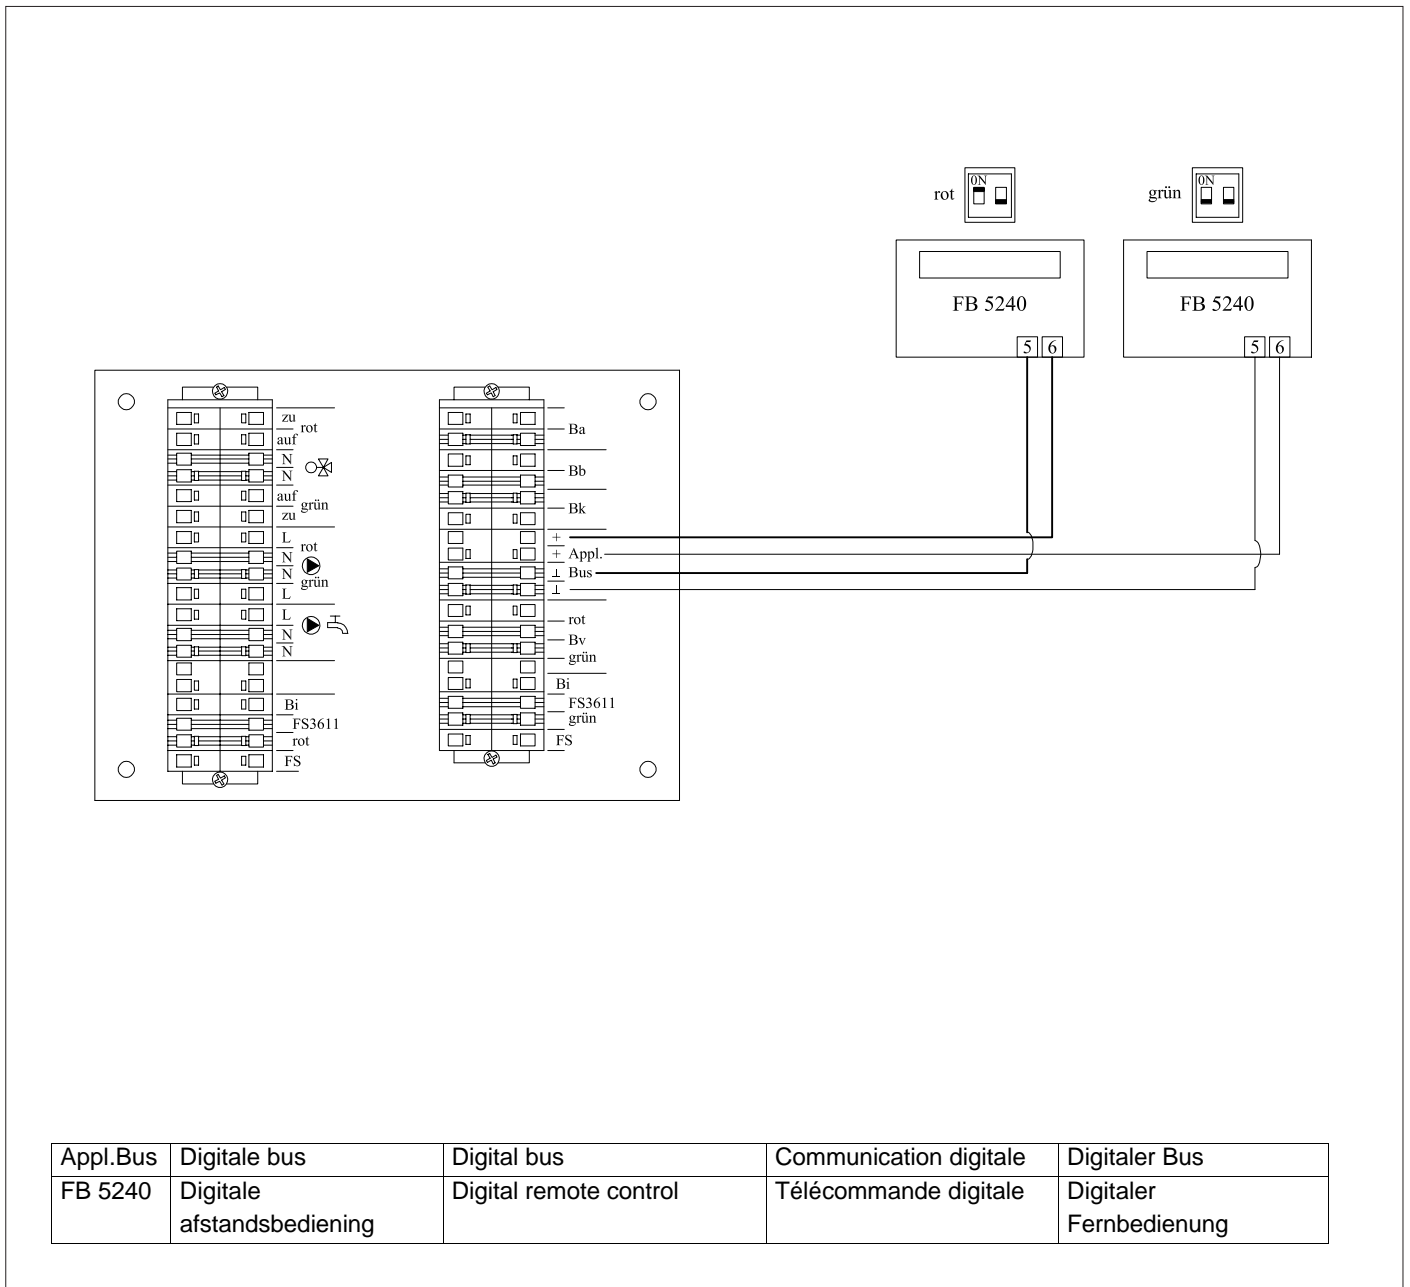 rot
0N
grün
0N
FB 5240
5 6
FB 5240
5 6
zu
rot
auf
N
N
auf
grün
zu
L
rot
N
N
grün
L
L
N
N
Bi
FS3611
rot
FS
Ba
Bb
Bk
+
+ Appl.
⊥ Bus
⊥
rot
Bv
grün
Bi
FS3611
grün
FS
Appl.Bus Digitale bus Digital bus Communication digitale Digitaler Bus
FB 5240 Digitale Digital remote control Télécommande digitale Digitaler
afstandsbediening Fernbedienung